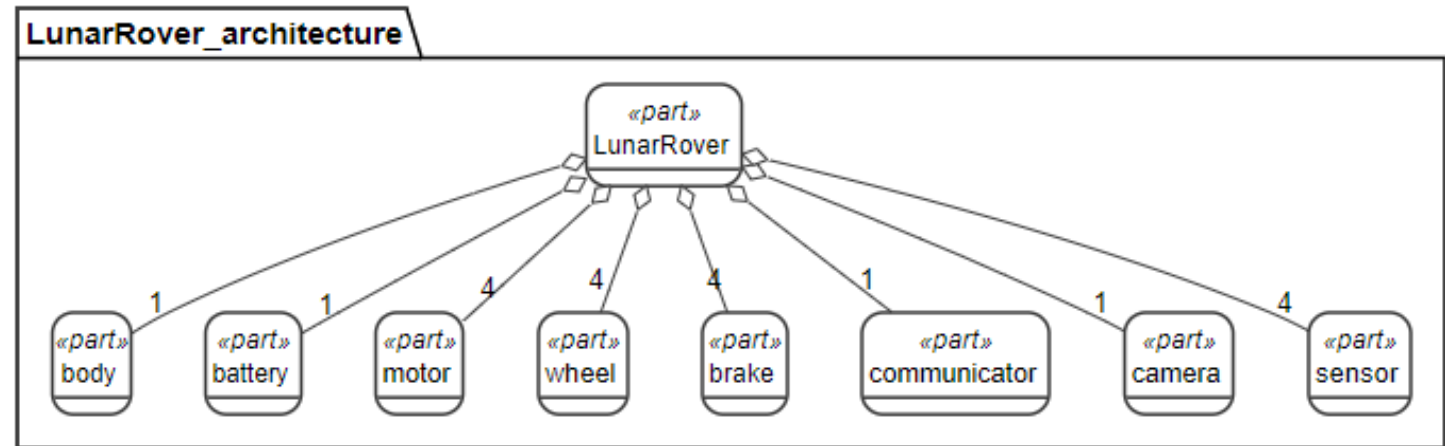 LunarRover_architecture
«part»
LunarRover
1
1
4
4
4
1
1
4
«part»
body
«part»
battery
«part»
motor
«part»
wheel
«part»
brake
«part»
communicator
«part»
camera
«part»
sensor